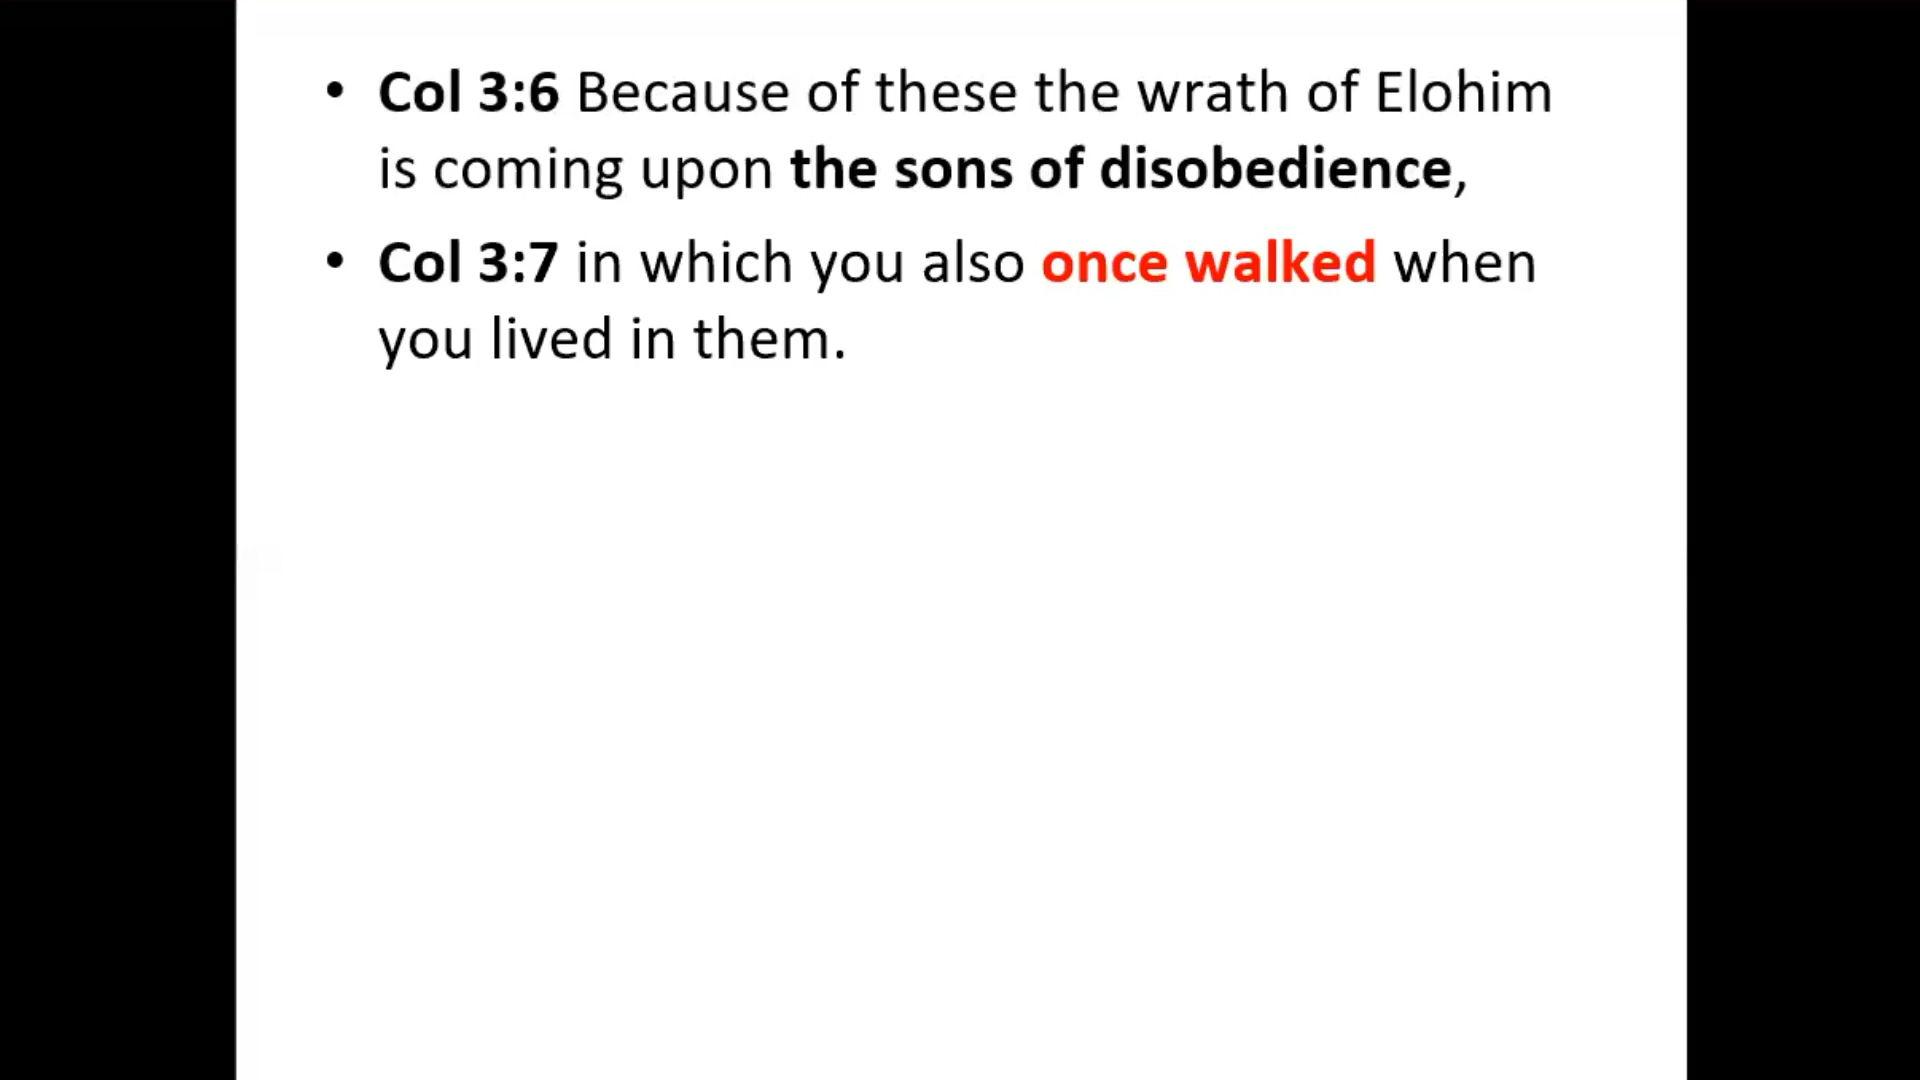 • Col 3:6 Because of these the wrath of Elohim
is coming upon the sons of disobedience,
• Col 3:7 in which you also once walked when
you lived in them.